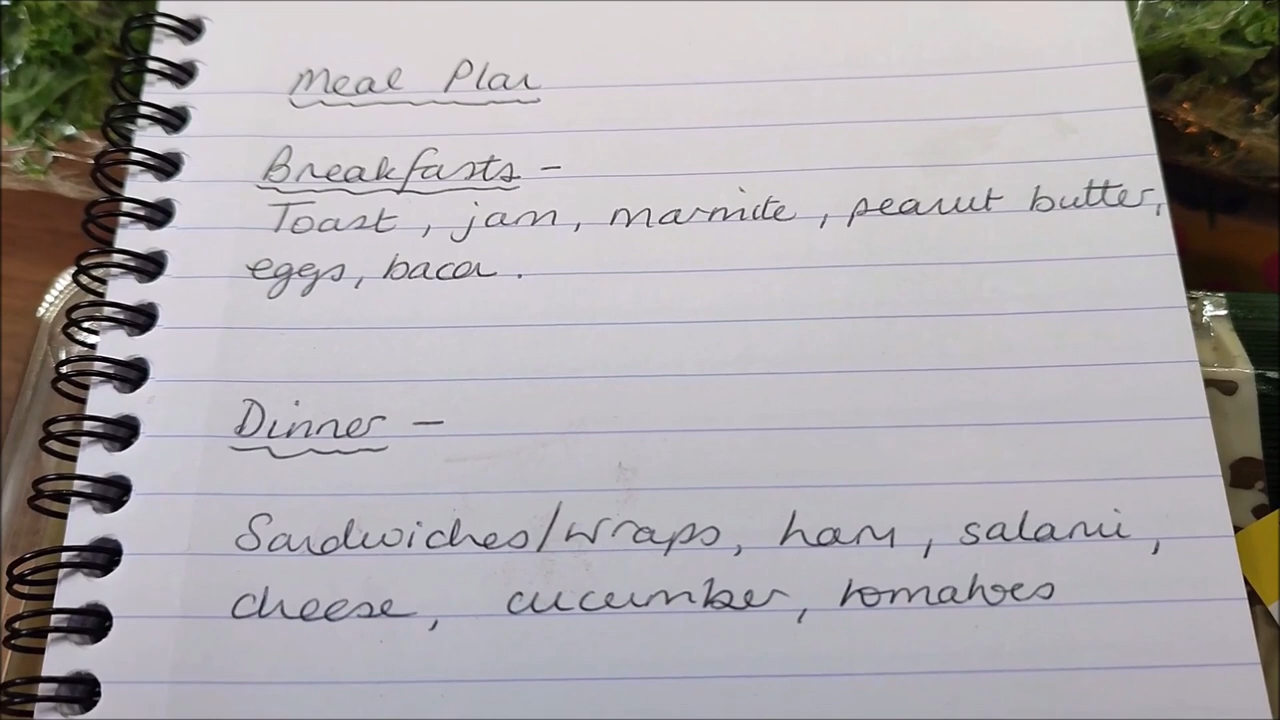 Meal Plan
Breakfasts -
Toast, jam, marmite, peanut butter,
eggs, bacon.
Dinner -
Sandwiches/wraps, ham, salami,
cheese, cucumber, tomatoes